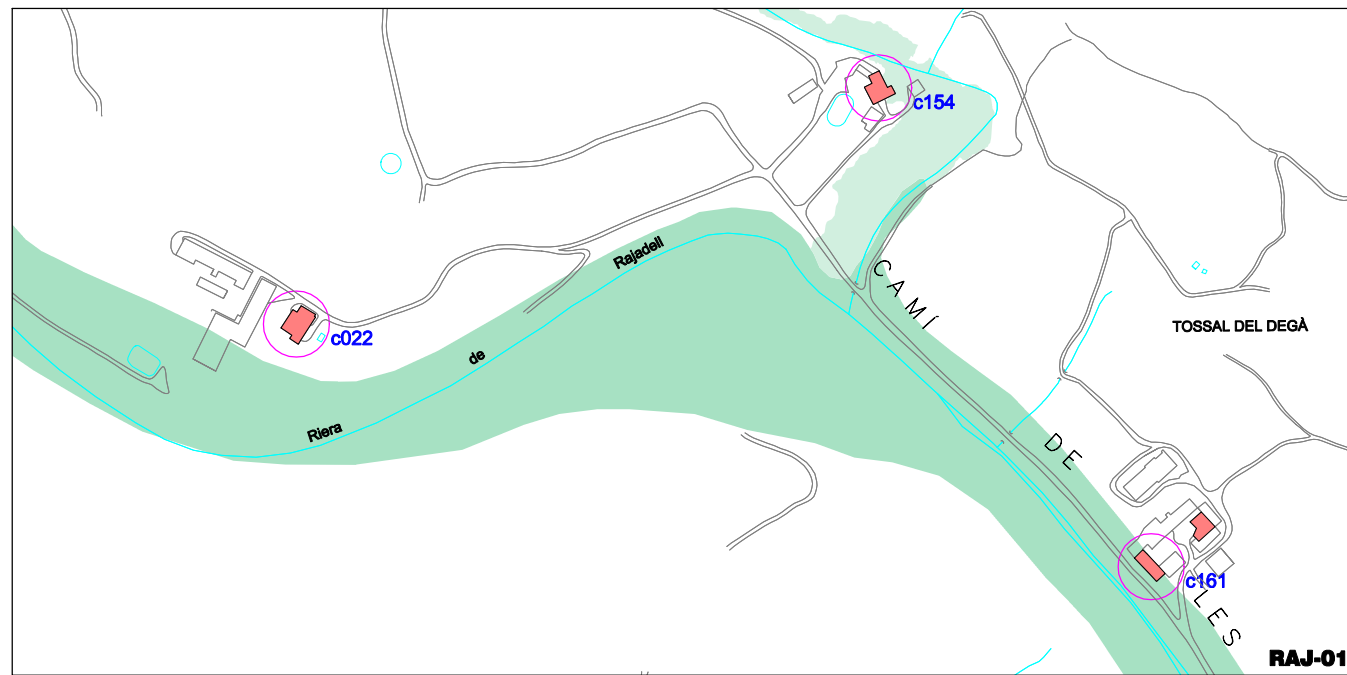 c154
Rajadell
CAMÍ
TOSSAL DEL DEGÀ
c022
de
Riera
DE
c161
LES
RAJ-01